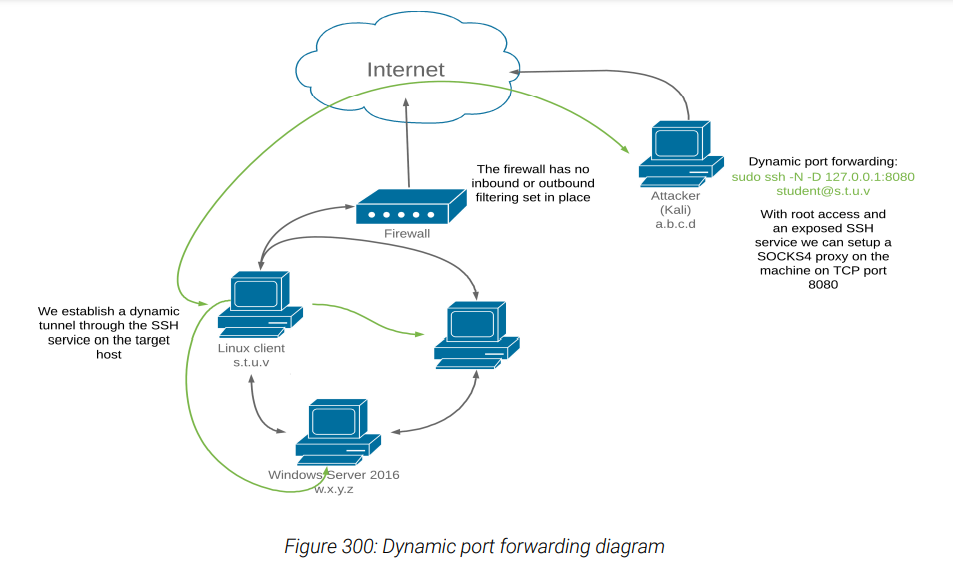 Internet
The firewall has no
inbound or outbound
filtering set in place
Firewall
Attacker
(Kali)
a.b.c.d
Dynamic port forwarding:
sudo ssh -N -D 127.0.0.1:8080
student@s.t.u.v
With root access and
an exposed SSH
service we can setup a
SOCKS4 proxy on the
machine on TCP port
8080
We establish a dynamic
tunnel through the SSH
service on the target
host
Linux client
s.t.u.v
Windows Server 2016
w.x.y.z
Figure 300: Dynamic port forwarding diagram